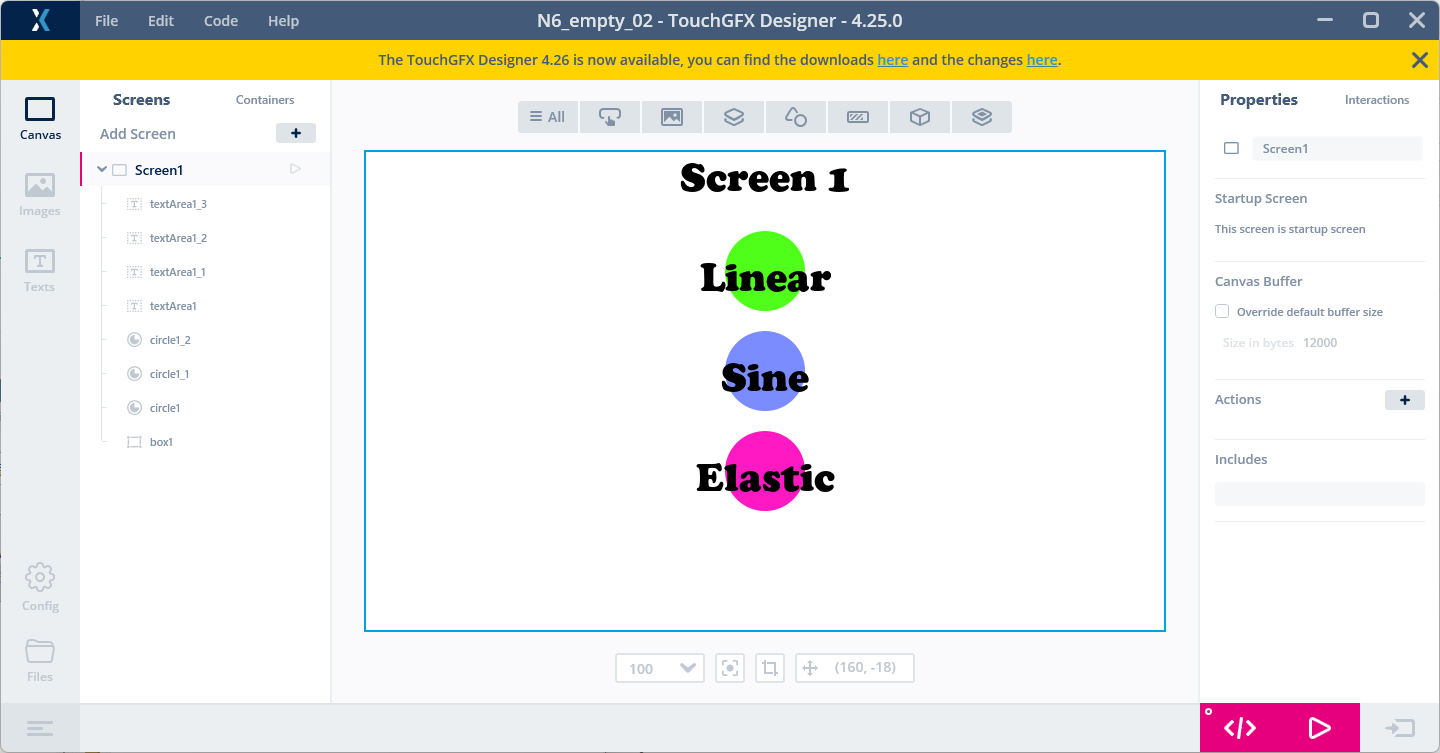 File Edit Code Help
N6_empty_02 - TouchGFX Designer - 4.25.0
The TouchGFX Designer 4.26 is now available, you can find the downloads here and the changes here.
Canvas
Images
Texts
Config
Files
Screens Containers
Add Screen
Screen1
textArea1_3
textArea1_2
textArea1_1
textArea1
circle1_2
circle1_1
circle1
box1
All
Screen 1
Linear
Sine
Elastic
100 (160, -18)
Properties Interactions
Screen1
Startup Screen
This screen is startup screen
Canvas Buffer
Override default buffer size
Size in bytes 12000
Actions
Includes